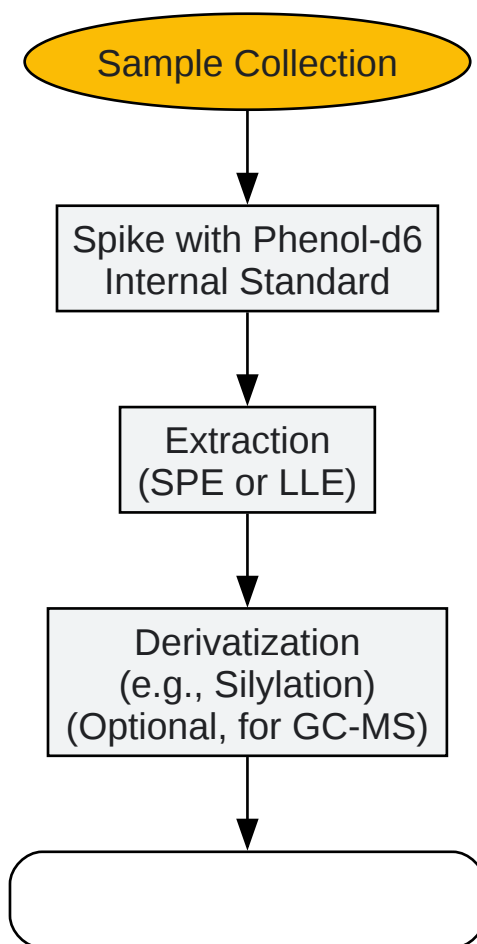 Sample Collection
Spike with Phenol-d6
Internal Standard
Extraction
(SPE or LLE)
Derivatization
(e.g., Silylation)
(Optional, for GC-MS)